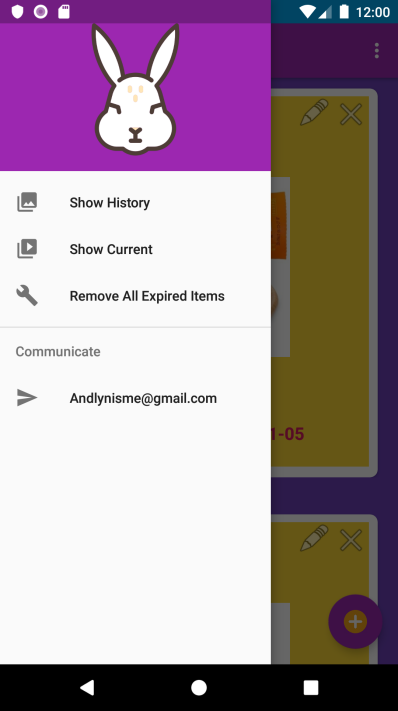 12:00
Show History
Show Current
Remove All Expired Items
1-05
Communicate
Andlynisme@gmail.com